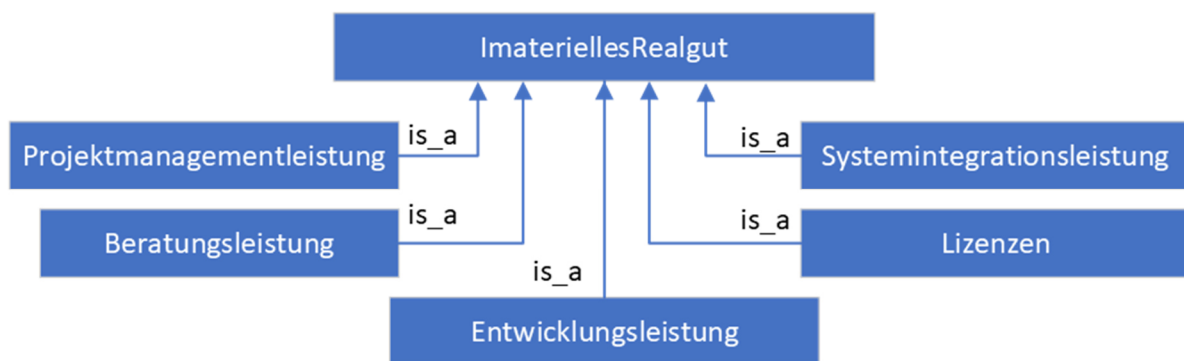 ImateriellesRealgut
is_a
is_a
Projektmanagementleistung
Systemintegrationsleistung
is_a
is_a
Beratungsleistung
Lizenzen
is_a
Entwicklungsleistung